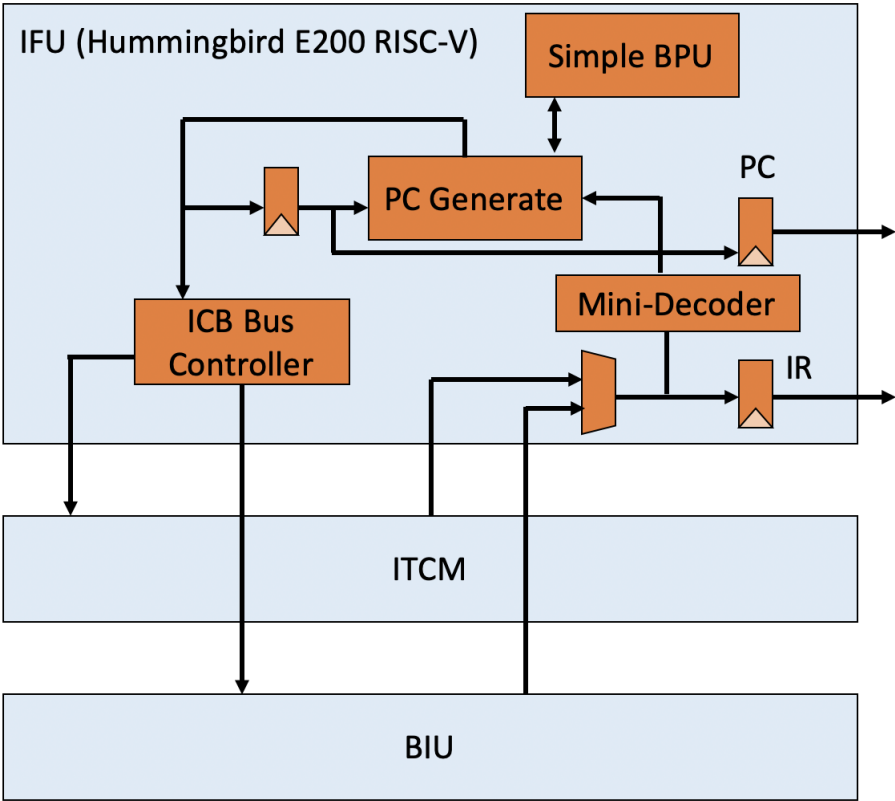 IFU (Hummingbird E200 RISC-V)
Simple BPU
PC Generate
PC
ICB Bus
Controller
Mini-Decoder
IR
ITCM
BIU